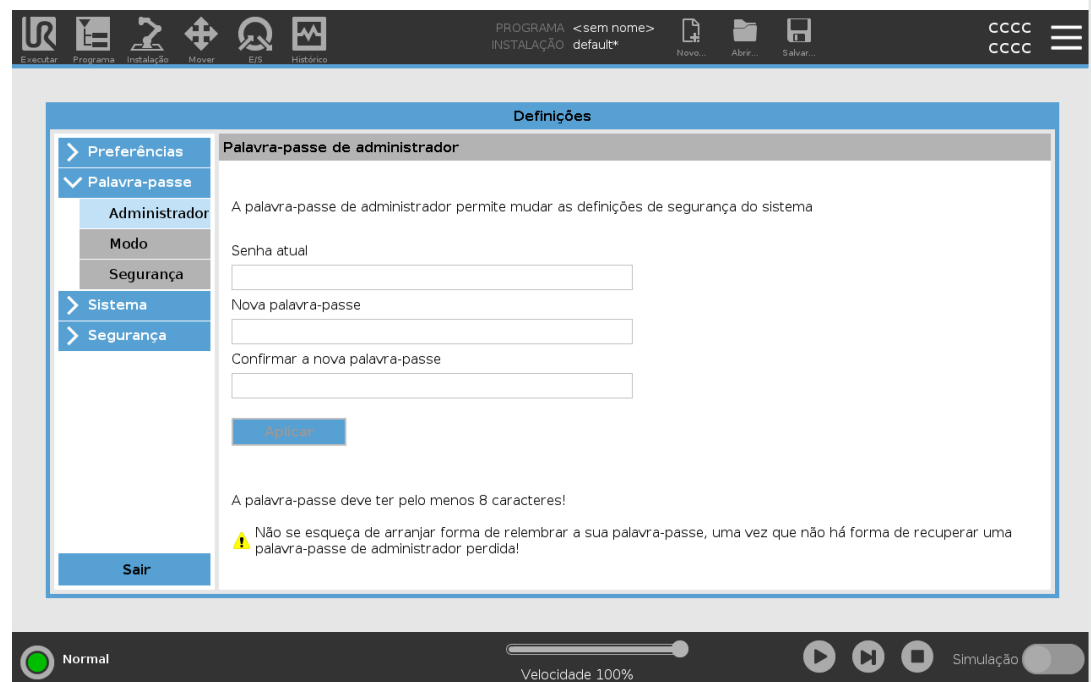 UR
PROGRAMA <sem nome>
INSTALAÇÃO default*
cccc
cccc
Executar Programa Instalação Mover E/S Histórico Novo... Abrir... Salvar...
Definições
Preferências
Palavra-passe
Administrador
Modo
Segurança
Sistema
Segurança
Sair
Palavra-passe de administrador
A palavra-passe de administrador permite mudar as definições de segurança do sistema
Senha atual
Nova palavra-passe
Confirmar a nova palavra-passe
Aplicar
A palavra-passe deve ter pelo menos 8 caracteres!
Não se esqueça de arranjar forma de relembrar a sua palavra-passe, uma vez que não há forma de recuperar uma
palavra-passe de administrador perdida!
Normal
Velocidade 100%
Simulação